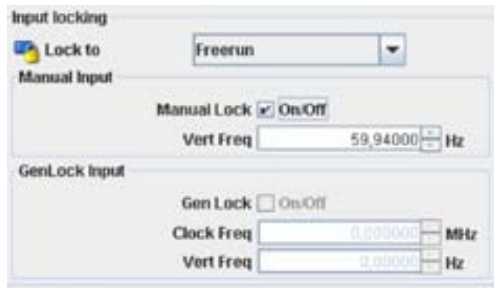 Input locking
Lock to Freerun
Manual Input
Manual Lock On/Off
Vert Freq 59,94000 Hz
GenLock Input
Gen Lock On/Off
Clock Freq 0,000000 MHz
Vert Freq 0,00000 Hz